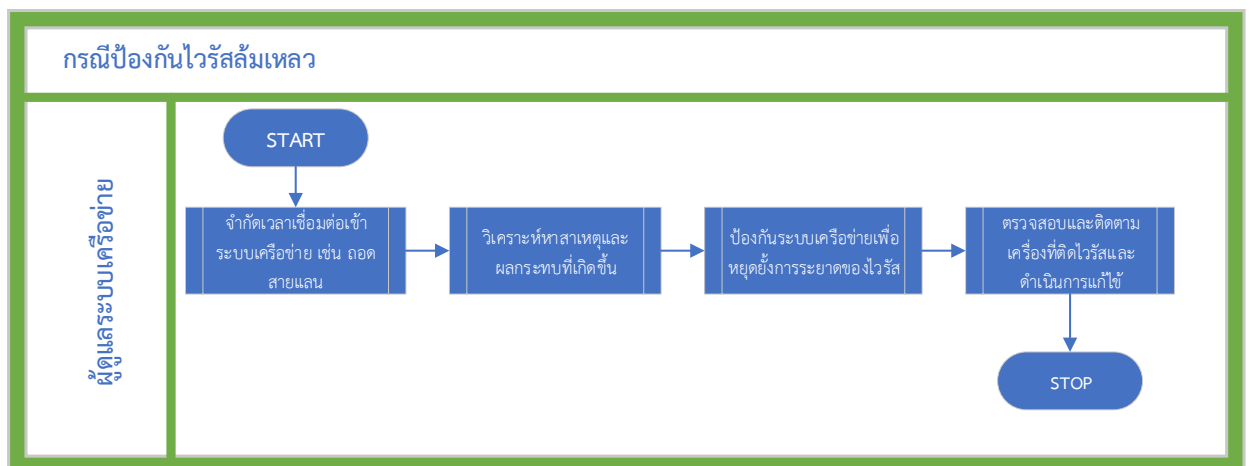 กรณีป้องกันไวรัสล้มเหลว
ผู้ดูแลระบบเครือข่าย
START
จำกัดเวลาเชื่อมต่อเข้า
ระบบเครือข่าย เช่น ถอด
สายแลน
วิเคราะห์หาสาเหตุและ
ผลกระทบที่เกิดขึ้น
ป้องกันระบบเครือข่ายเพื่อ
หยุดยั้งการระยาดของไวรัส
ตรวจสอบและติดตาม
เครื่องที่ติดไวรัสและ
ดำเนินการแก้ไข้
STOP